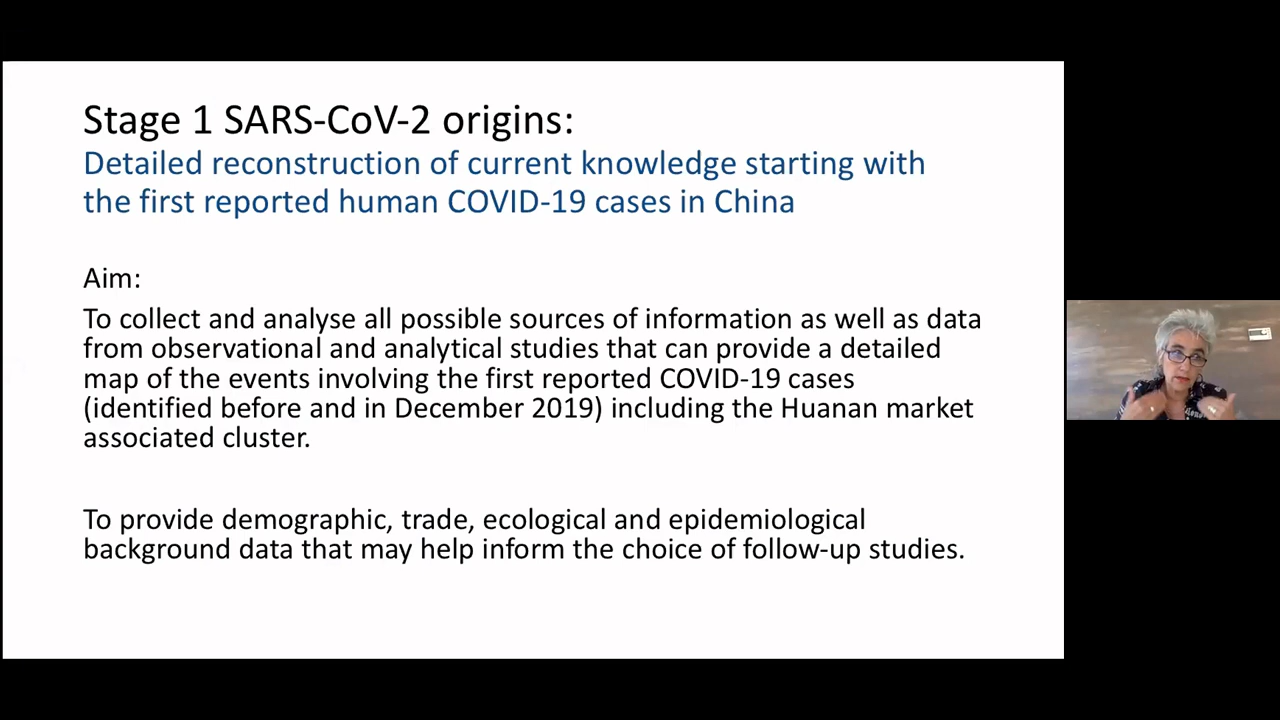 Stage 1 SARS-CoV-2 origins:
Detailed reconstruction of current knowledge starting with
the first reported human COVID-19 cases in China
Aim:
To collect and analyse all possible sources of information as well as data
from observational and analytical studies that can provide a detailed
map of the events involving the first reported COVID-19 cases
(identified before and in December 2019) including the Huanan market
associated cluster.
To provide demographic, trade, ecological and epidemiological
background data that may help inform the choice of follow-up studies.